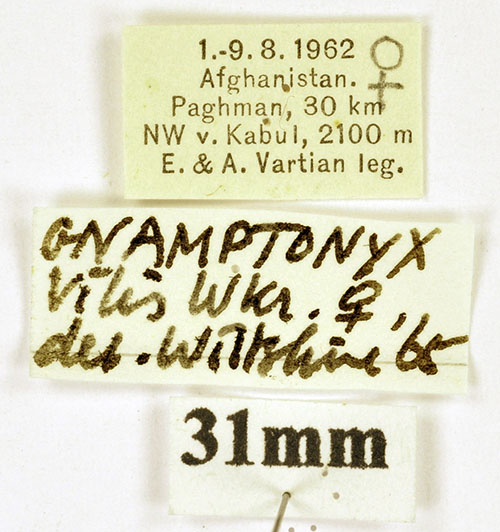 1.-9. 8. 1962 ♀
Afghanistan.
Paghman, 30 km
NW v. Kabul, 2100 m
E. & A. Vartian leg.
GNAMPTONYX
vilis Wkr. ♀
det. Wiltshire '65
31mm